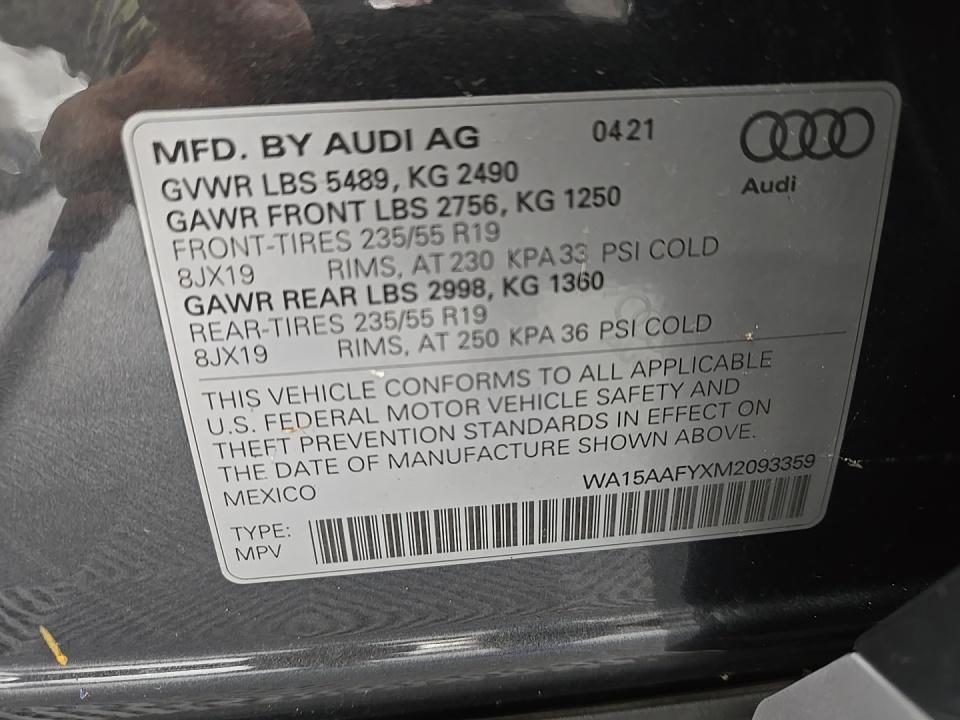 MFD. BY AUDI AG 0421
Audi
GVWR LBS 5489, KG 2490
GAWR FRONT LBS 2756, KG 1250
FRONT-TIRES 235/55 R19
8JX19 RIMS, AT 230 KPA 33 PSI COLD
GAWR REAR LBS 2998, KG 1360
REAR-TIRES 235/55 R19
8JX19 RIMS, AT 250 KPA 36 PSI COLD
THIS VEHICLE CONFORMS TO ALL APPLICABLE
U.S. FEDERAL MOTOR VEHICLE SAFETY AND
THEFT PREVENTION STANDARDS IN EFFECT ON
THE DATE OF MANUFACTURE SHOWN ABOVE.
MEXICO WA15AAFYXM2093359
TYPE:
MPV